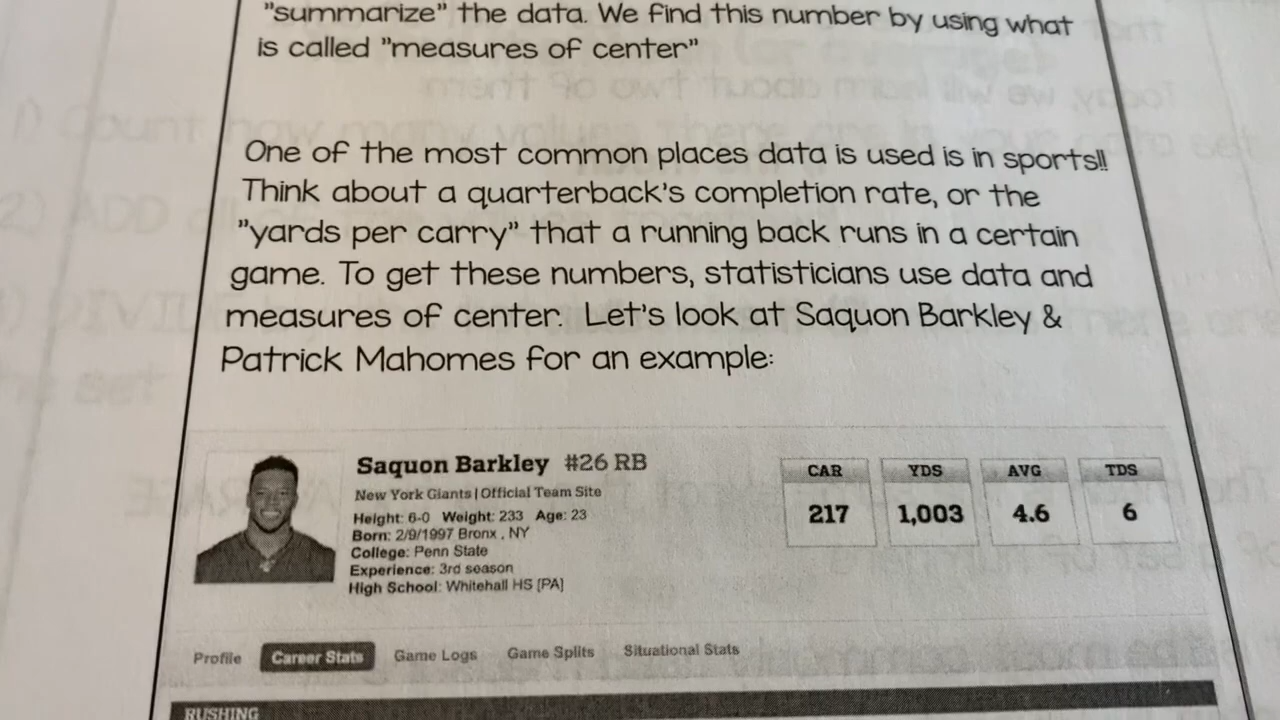 "summarize" the data. We find this number by using what
is called "measures of center"
One of the most common places data is used is in sports!!
Think about a quarterback's completion rate, or the
"yards per carry" that a running back runs in a certain
game. To get these numbers, statisticians use data and
measures of center. Let's look at Saquon Barkley &
Patrick Mahomes for an example:
Saquon Barkley #26 RB
New York Giants | Official Team Site
Height: 6-0 Weight: 233 Age: 23
Born: 2/9/1997 Bronx , NY
College: Penn State
Experience: 3rd season
High School: Whitehall HS [PA]
CAR YDS AVG TDS
217 1,003 4.6 6
Profile Career Stats Game Logs Game Splits Situational Stats
RUSHING